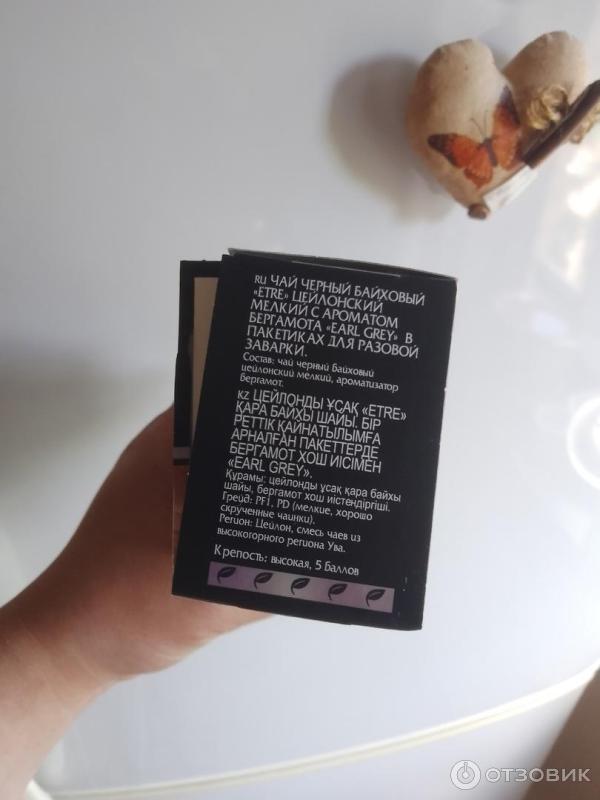 RU ЧАЙ ЧЕРНЫЙ БАЙХОВЫЙ
«ETRE» ЦЕЙЛОНСКИЙ
МЕЛКИЙ С АРОМАТОМ
БЕРГАМОТА «EARL GREY» В
ПАКЕТИКАХ ДЛЯ РАЗОВОЙ
ЗАВАРКИ.
Состав: чай черный байховый
цейлонский мелкий, ароматизатор
бергамот.
KZ ЦЕЙЛОНДЫ ҰСАҚ «ETRE»
ҚАРА БАЙХЫ ШАЙЫ. БІР
РЕТТІК ҚАЙНАТЫЛЫМҒА
АРНАЛҒАН ПАКЕТТЕРДЕ
БЕРГАМОТ ХОШ ИІСІМЕН
«EARL GREY».
Құрамы: цейлонды ұсақ қара байхы
шайы, бергамот хош иістендіргіші.
Грейд: PF1, PD (мелкие, хорошо
скрученные чаинки).
Регион: Цейлон, смесь чаев из
высокогорного региона Ува.
Крепость: высокая, 5 баллов
ОТЗОВИК